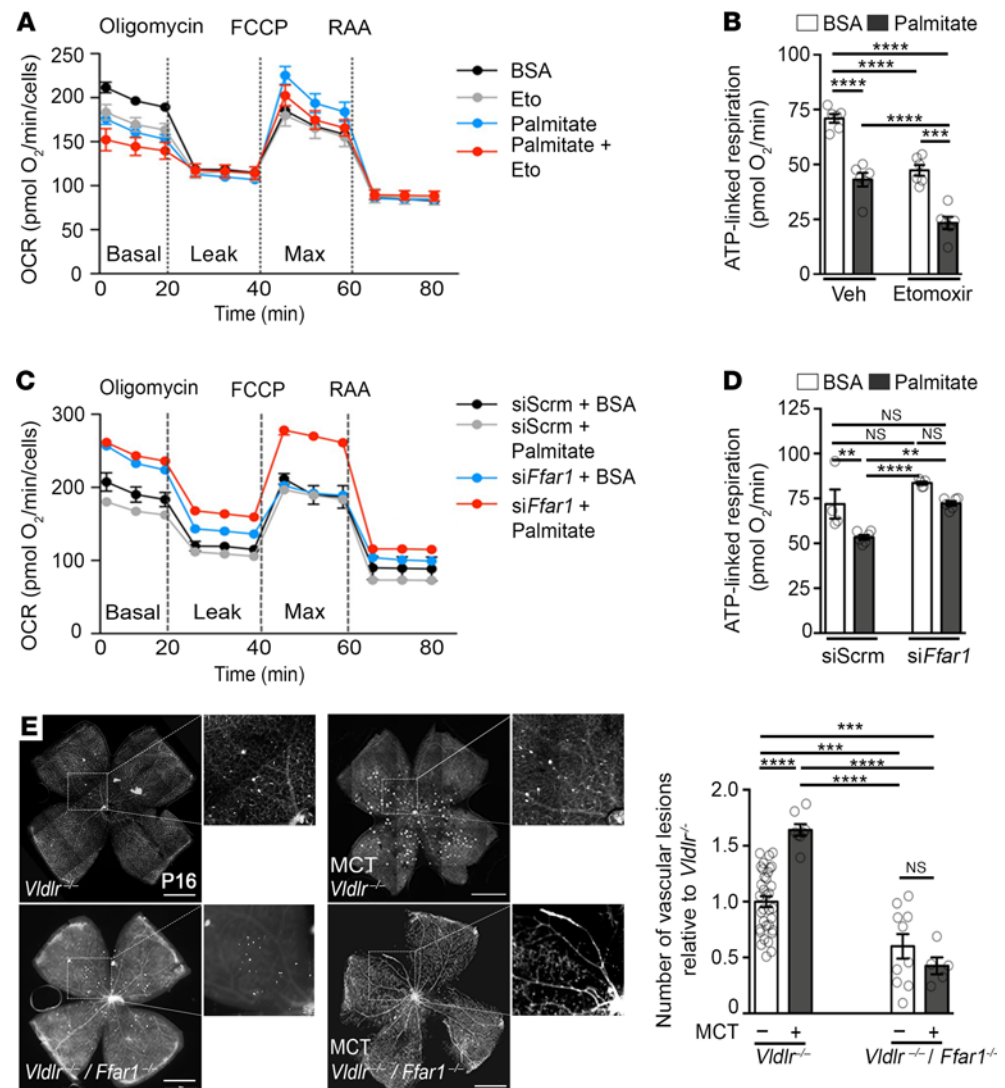 A
Oligomycin FCCP RAA
OCR (pmol O2/min/cells)
250
200
150
100
50
0
Basal Leak Max
0 20 40 60 80
Time (min)
BSA
Eto
Palmitate
Palmitate +
Eto
B
BSA Palmitate
ATP-linked respiration
(pmol O2/min)
100
75
50
25
0
****
****
****
****
***
Veh Etomoxir
C
Oligomycin FCCP RAA
OCR (pmol O2/min/cells)
300
200
100
0
Basal Leak Max
0 20 40 60 80
Time (min)
siScrm + BSA
siScrm +
Palmitate
siFfar1 + BSA
siFfar1 +
Palmitate
D
BSA Palmitate
ATP-linked respiration
(pmol O2/min)
125
100
75
50
25
0
NS
NS NS
** **
****
siScrm siFfar1
E
Vldlr-/- P16
MCT
Vldlr-/-
Vldlr-/- / Ffar1-/-
MCT
Vldlr-/- / Ffar1-/-
Number of vascular lesions
relative to Vldlr-/-
2.0
1.5
1.0
0.5
0.0
***
***
**** ****
****
NS
MCT − + − +
Vldlr-/- Vldlr-/- / Ffar1-/-